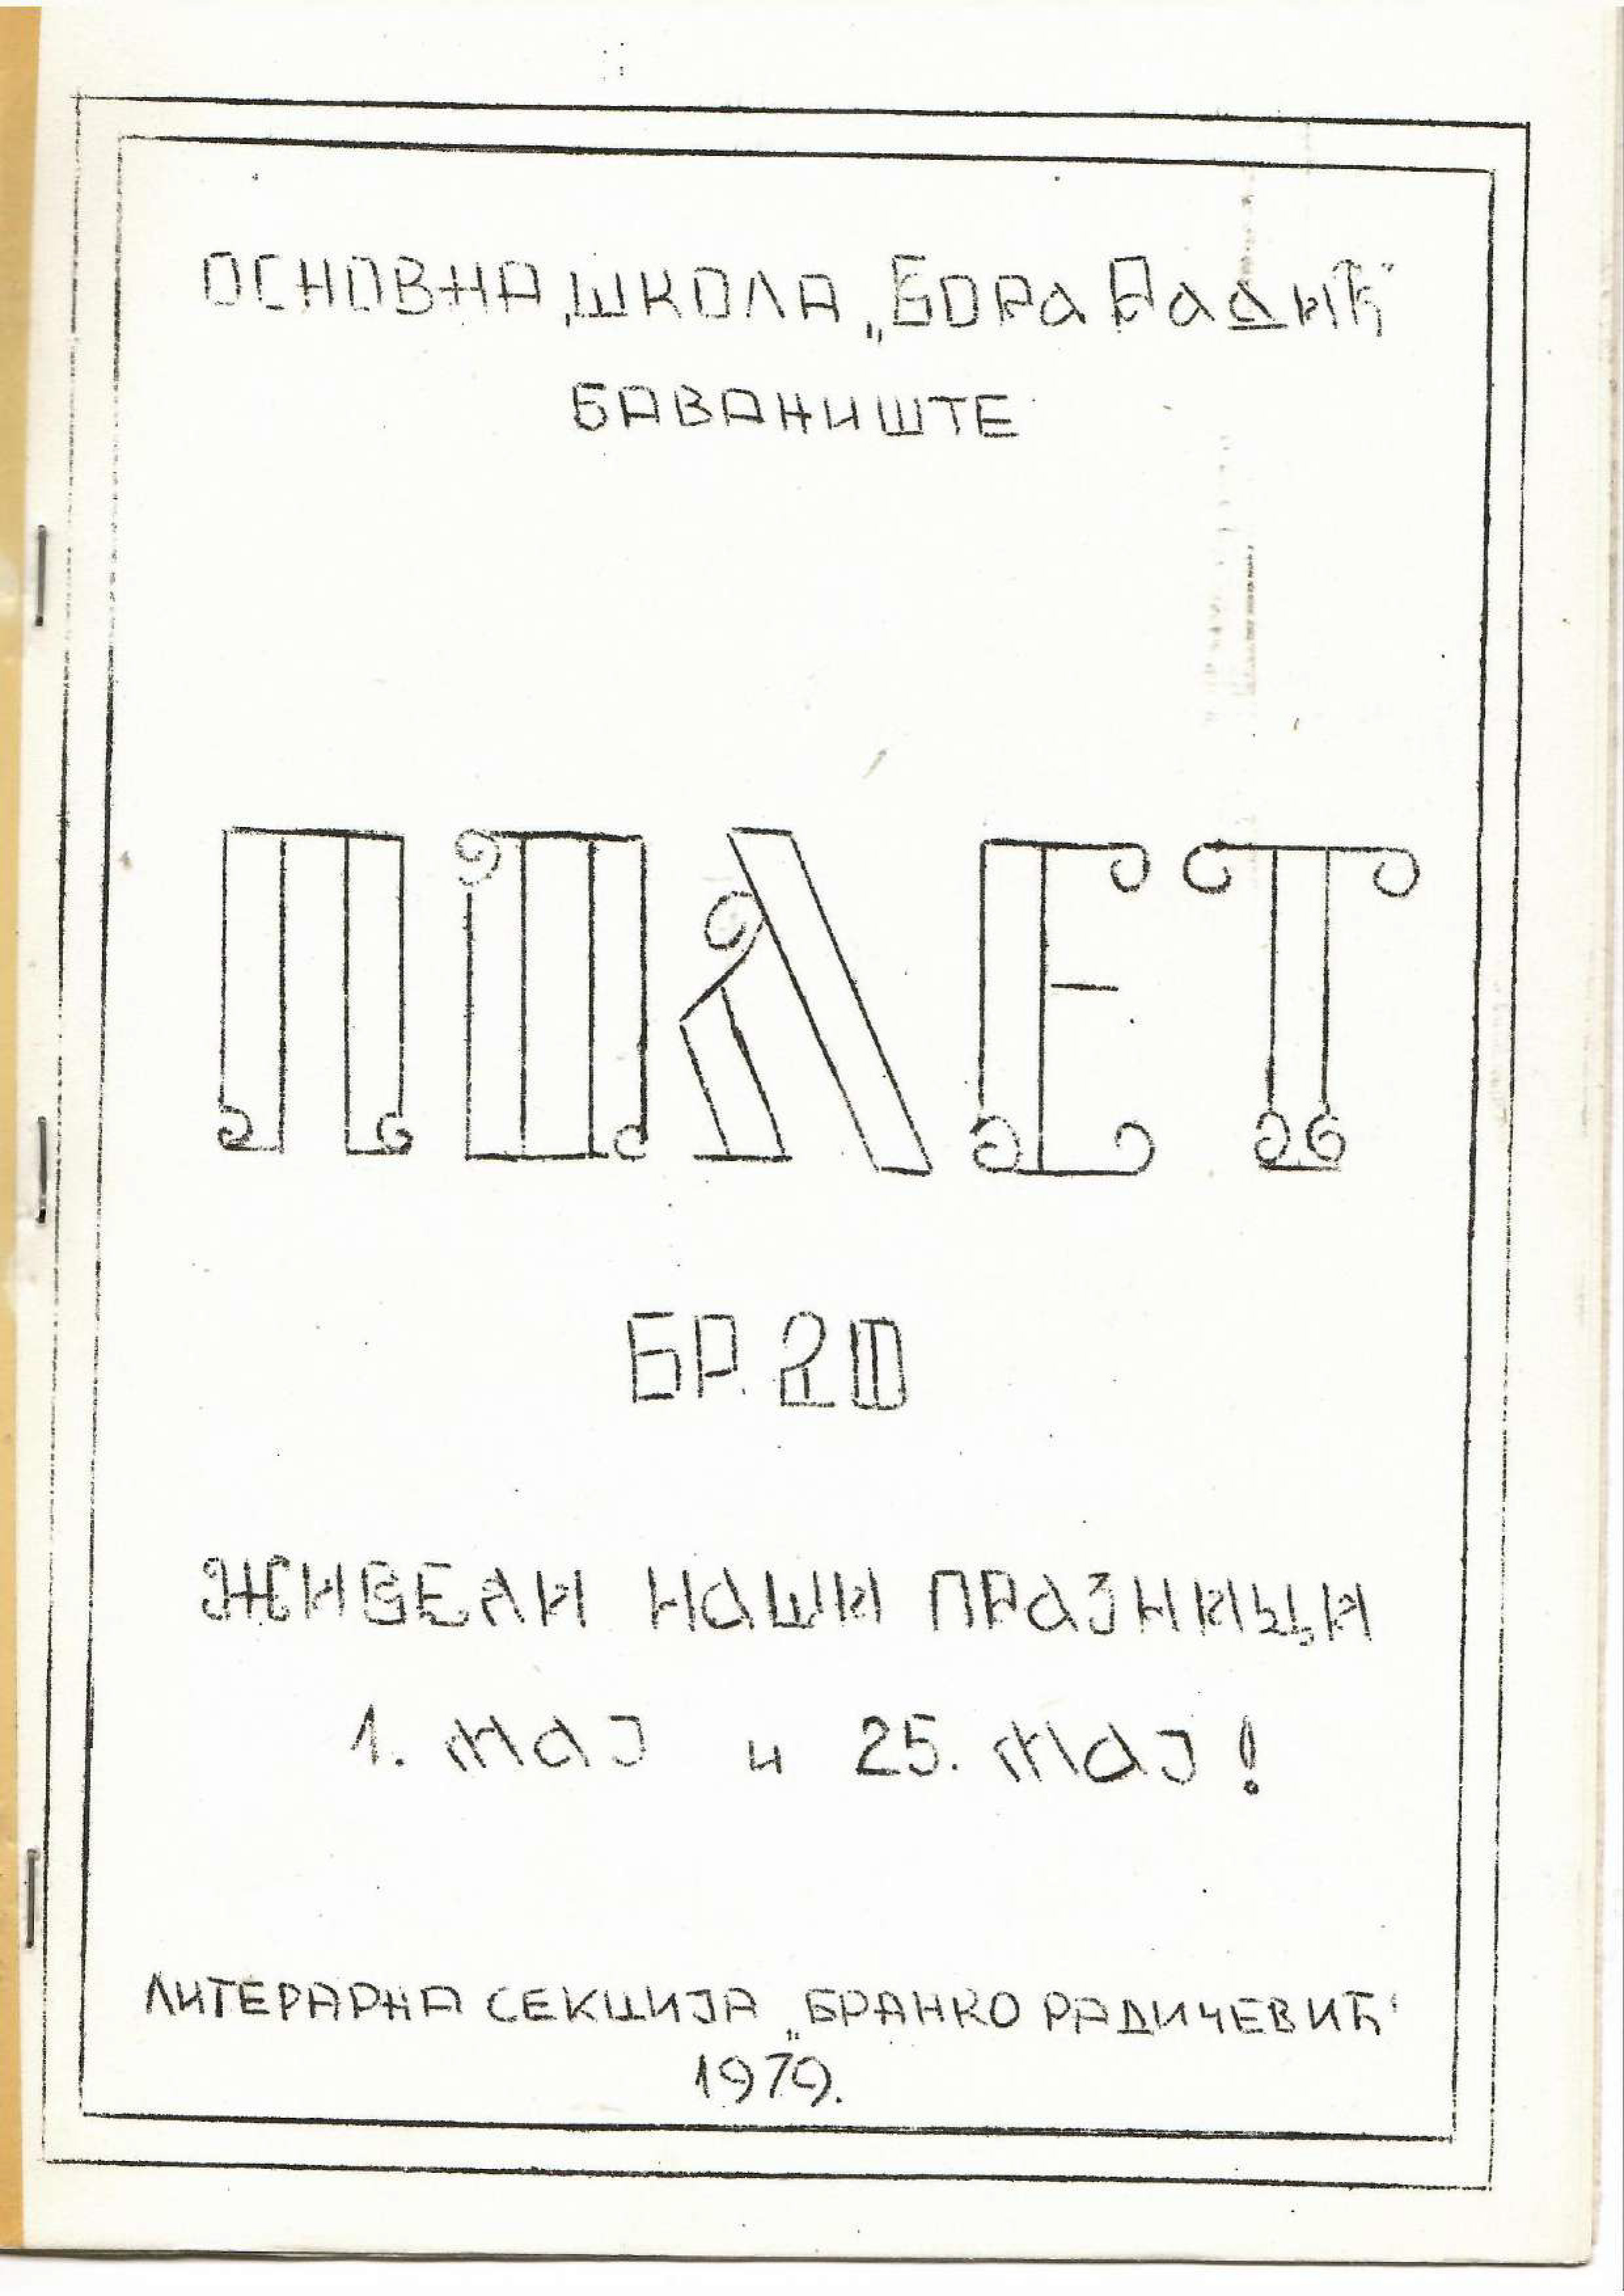 ОСНОВНА ШКОЛА „БОРА РАДИЋ"
БАВАНИШТЕ
ПОЛЕТ
БР. 20
ЖИВЕЛИ НАШИ ПРАЗНИЦИ
1. МАЈ и 25. МАЈ!
ЛИТЕРАРНА СЕКЦИЈА „БРАНКО РАДИЧЕВИЋ'
1979.